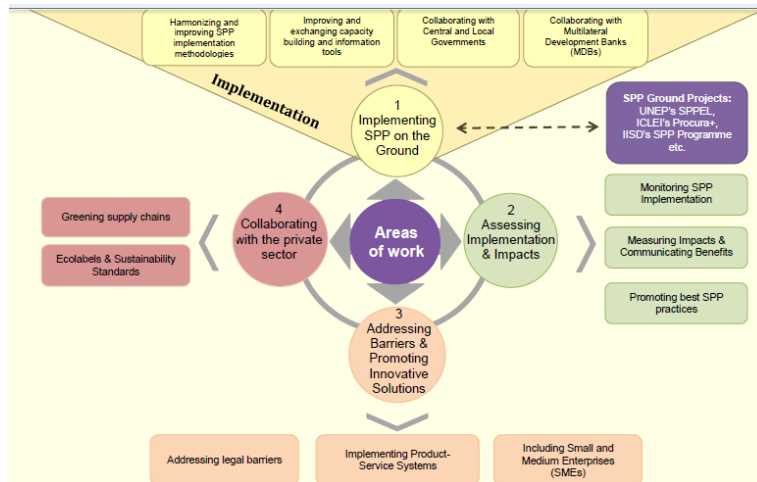 Harmonizing and
improving SPP
implementation
methodologies
Improving and
exchanging capacity
building and information
tools
Collaborating with
Central and Local
Governments
Collaborating with
Multilateral
Development Banks
(MDBs)
Implementation
1
Implementing
SPP on the
Ground
SPP Ground Projects:
UNEP's SPPEL,
ICLEI's Procura+,
IISD's SPP Programme
etc.
4
Collaborating
with the private
sector
Greening supply chains
Ecolabels & Sustainability
Standards
Areas
of work
2
Assessing
Implementation
& Impacts
Monitoring SPP
Implementation
Measuring Impacts &
Communicating Benefits
Promoting best SPP
practices
3
Addressing
Barriers &
Promoting
Innovative
Solutions
Addressing legal barriers
Implementing Product-
Service Systems
Including Small and
Medium Enterprises
(SMEs)